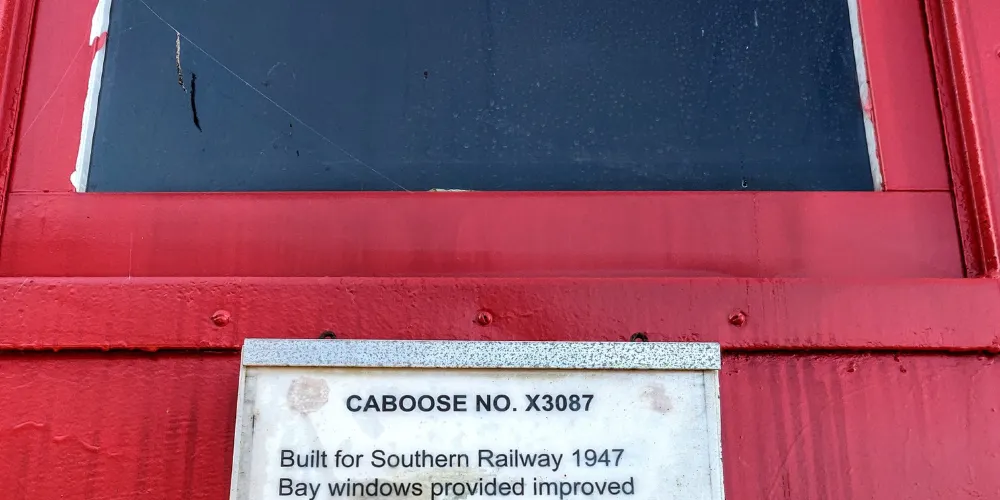 CABOOSE NO. X3087
Built for Southern Railway 1947
Bay windows provided improved